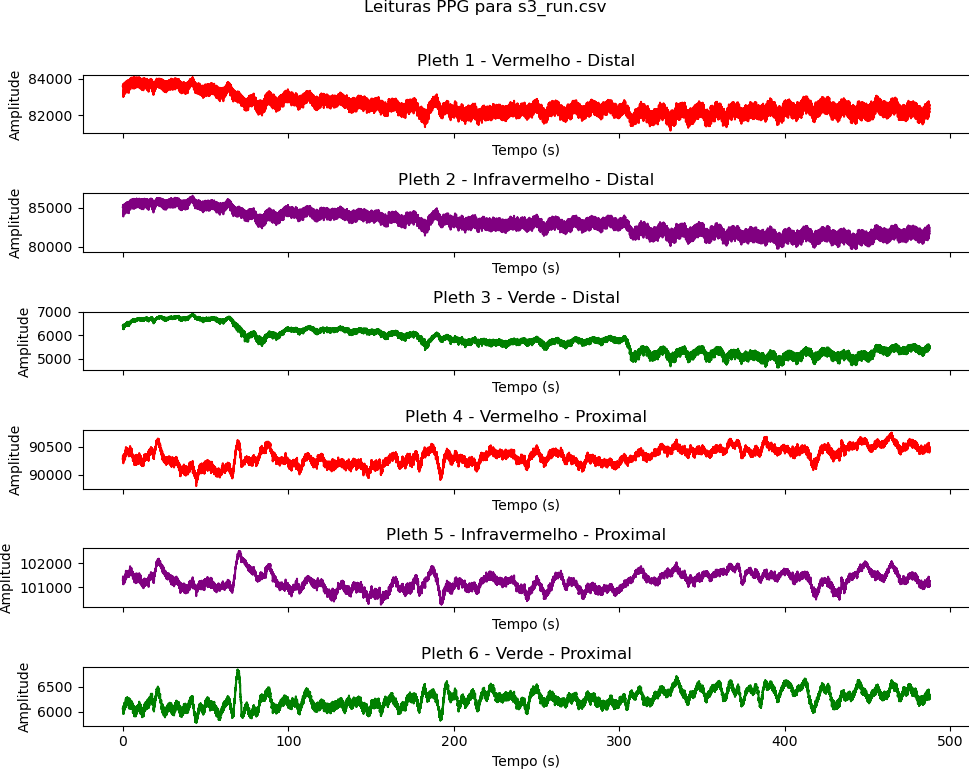 Leituras PPG para s3_run.csv
Pleth 1 - Vermelho - Distal
84000
82000
Amplitude
Tempo (s)
Pleth 2 - Infravermelho - Distal
85000
80000
Amplitude
Tempo (s)
Pleth 3 - Verde - Distal
7000
6000
5000
Amplitude
Tempo (s)
Pleth 4 - Vermelho - Proximal
90500
90000
Amplitude
Tempo (s)
Pleth 5 - Infravermelho - Proximal
102000
101000
Amplitude
Tempo (s)
Pleth 6 - Verde - Proximal
6500
6000
Amplitude
0 100 200 300 400 500
Tempo (s)